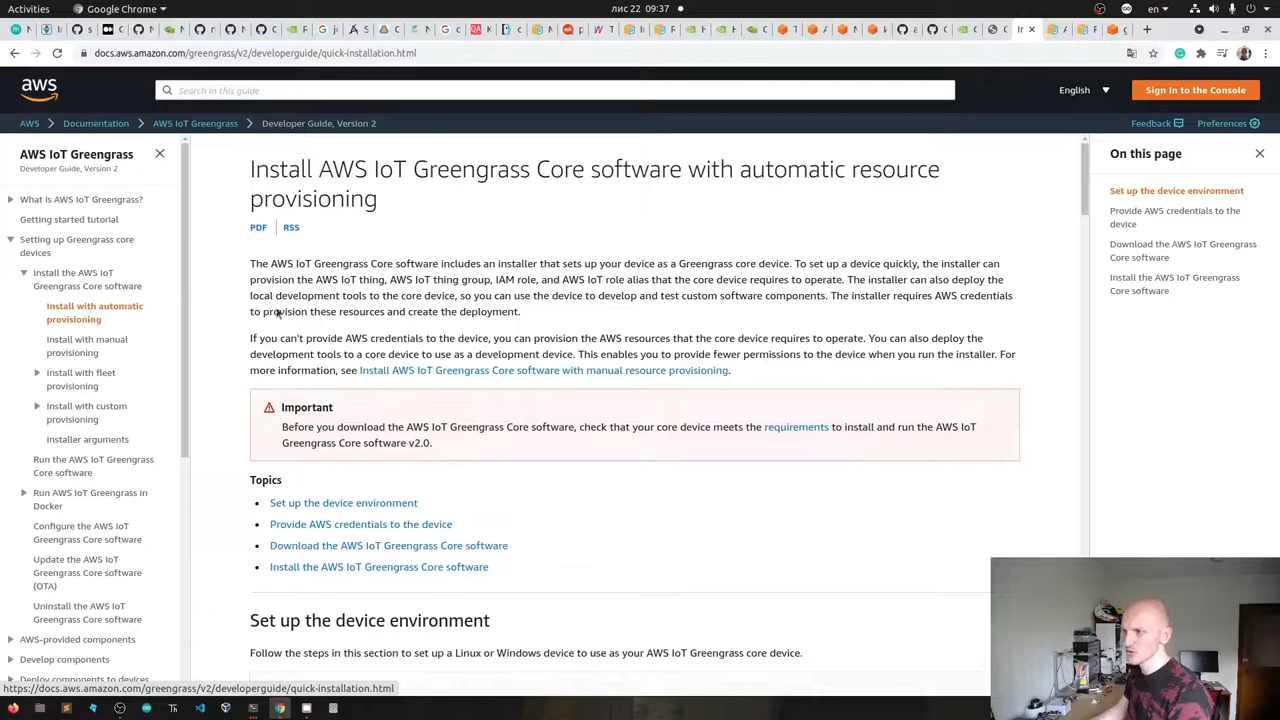 Activities
Google Chrome
лис 22 09:37
en
In
docs.aws.amazon.com/greengrass/v2/developerguide/quick-installation.html
aws
Search in this guide
English
Sign In to the Console
AWS
Documentation
AWS IoT Greengrass
Developer Guide, Version 2
Feedback
Preferences
AWS IoT Greengrass
Developer Guide, Version 2
What is AWS IoT Greengrass?
Getting started tutorial
Setting up Greengrass core
devices
Install the AWS IoT
Greengrass Core software
Install with automatic
provisioning
Install with manual
provisioning
Install with fleet
provisioning
Install with custom
provisioning
Installer arguments
Run the AWS IoT Greengrass
Core software
Run AWS IoT Greengrass in
Docker
Configure the AWS IoT
Greengrass Core software
Update the AWS IoT
Greengrass Core software
(OTA)
Uninstall the AWS IoT
Greengrass Core software
AWS-provided components
Develop components
Deploy components to devices
https://docs.aws.amazon.com/greengrass/v2/developerguide/quick-installation.html
Install AWS IoT Greengrass Core software with automatic resource
provisioning
PDF
RSS
The AWS IoT Greengrass Core software includes an installer that sets up your device as a Greengrass core device. To set up a device quickly, the installer can
provision the AWS IoT thing, AWS IoT thing group, IAM role, and AWS IoT role alias that the core device requires to operate. The installer can also deploy the
local development tools to the core device, so you can use the device to develop and test custom software components. The installer requires AWS credentials
to provision these resources and create the deployment.
If you can't provide AWS credentials to the device, you can provision the AWS resources that the core device requires to operate. You can also deploy the
development tools to a core device to use as a development device. This enables you to provide fewer permissions to the device when you run the installer. For
more information, see Install AWS IoT Greengrass Core software with manual resource provisioning.
Important
Before you download the AWS IoT Greengrass Core software, check that your core device meets the requirements to install and run the AWS IoT
Greengrass Core software v2.0.
Topics
Set up the device environment
Provide AWS credentials to the device
Download the AWS IoT Greengrass Core software
Install the AWS IoT Greengrass Core software
Set up the device environment
Follow the steps in this section to set up a Linux or Windows device to use as your AWS IoT Greengrass core device.
On this page
Set up the device environment
Provide AWS credentials to the
device
Download the AWS IoT Greengrass
Core software
Install the AWS IoT Greengrass
Core software